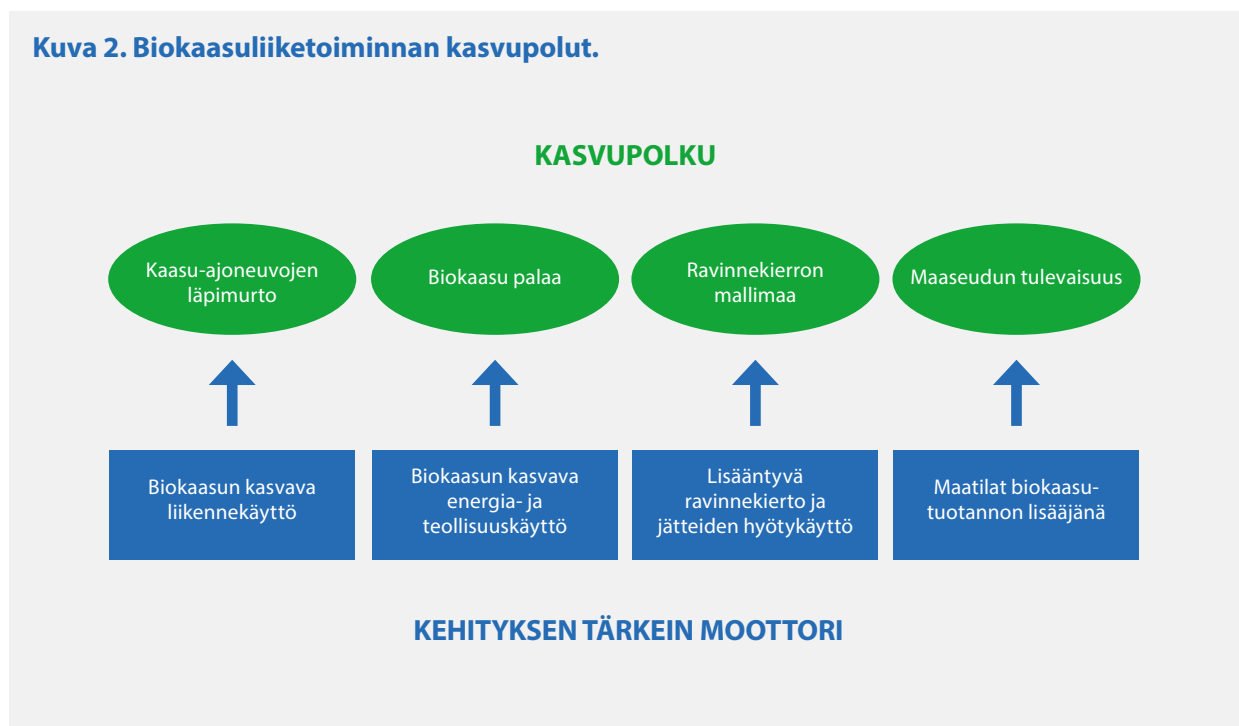 Kuva 2. Biokaasuliiketoiminnan kasvupolut.
KASVUPOLKU
Kaasu-ajoneuvojen
läpimurto
Biokaasu palaa
Ravinnekierron
mallimaa
Maaseudun tulevaisuus
Biokaasun kasvava
liikennekäyttö
Biokaasun kasvava
energia- ja
teollisuuskäyttö
Lisääntyvä
ravinnekierto ja
jätteiden hyötykäyttö
Maatilat biokaasu-
tuotannon lisääjänä
KEHITYKSEN TÄRKEIN MOOTTORI